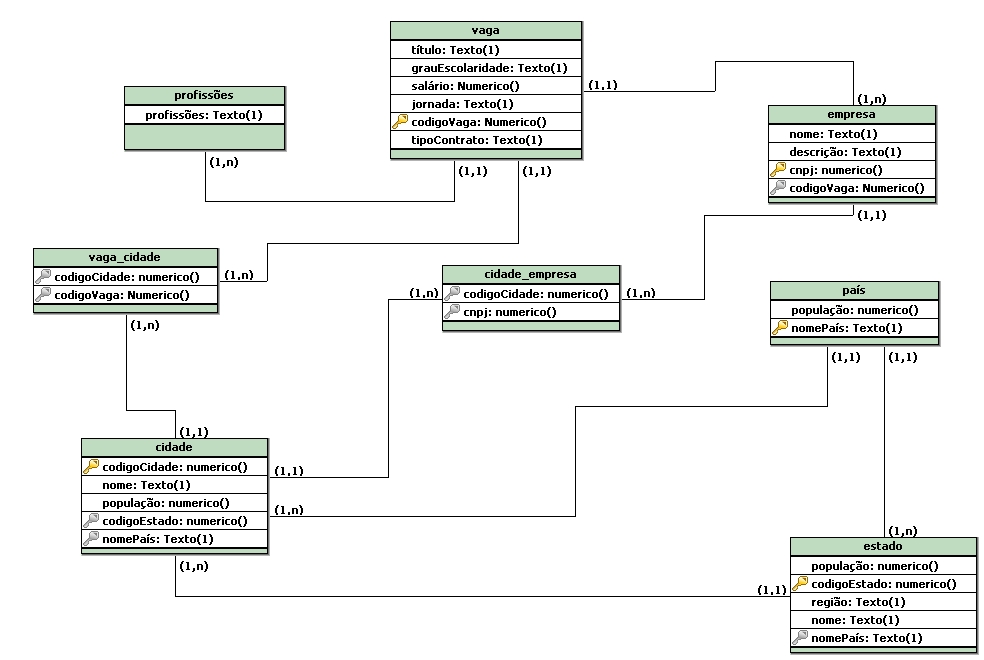 vaga
título: Texto(1)
grauEscolaridade: Texto(1)
salário: Numerico()
jornada: Texto(1)
codigoVaga: Numerico()
tipoContrato: Texto(1)
(1,1)
(1,1)
(1,1)
profissões
profissões: Texto(1)
(1,n)
(1,n)
empresa
nome: Texto(1)
descrição: Texto(1)
cnpj: numerico()
codigoVaga: Numerico()
(1,1)
vaga_cidade
codigoCidade: numerico()
codigoVaga: Numerico()
(1,n)
(1,n)
cidade_empresa
codigoCidade: numerico()
cnpj: numerico()
(1,n)
(1,n)
país
população: numerico()
nomePaís: Texto(1)
(1,1)
(1,1)
(1,1)
cidade
codigoCidade: numerico()
nome: Texto(1)
população: numerico()
codigoEstado: numerico()
nomePaís: Texto(1)
(1,1)
(1,n)
(1,n)
(1,n)
(1,1)
estado
população: numerico()
codigoEstado: numerico()
região: Texto(1)
nome: Texto(1)
nomePaís: Texto(1)